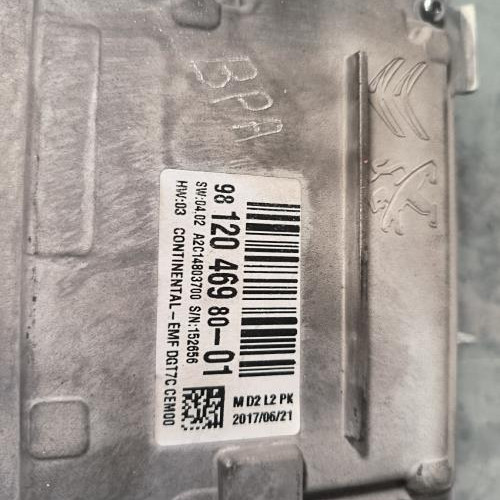 BPA
98 120 469 80-01
SW:04.02 A2C14803700 S/N:152656
HW:03 CONTINENTAL-EMF DGT7C CEM00
M D2 L2 PK
2017/06/21